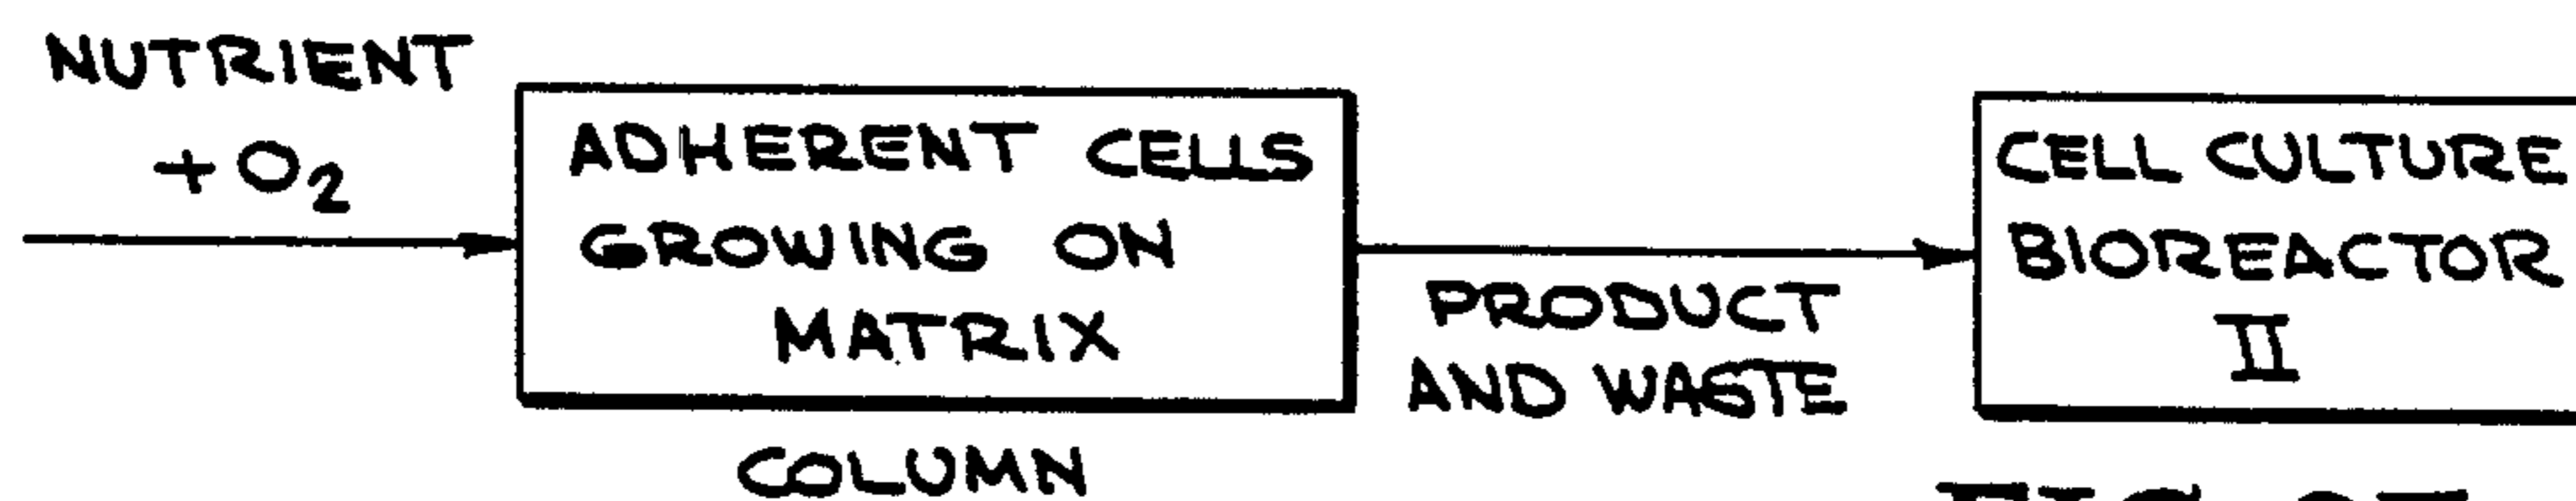 NUTRIENT
+ O2
ADHERENT CELLS
GROWING ON
MATRIX
COLUMN
PRODUCT
AND WASTE
CELL CULTURE
BIOREACTOR
II